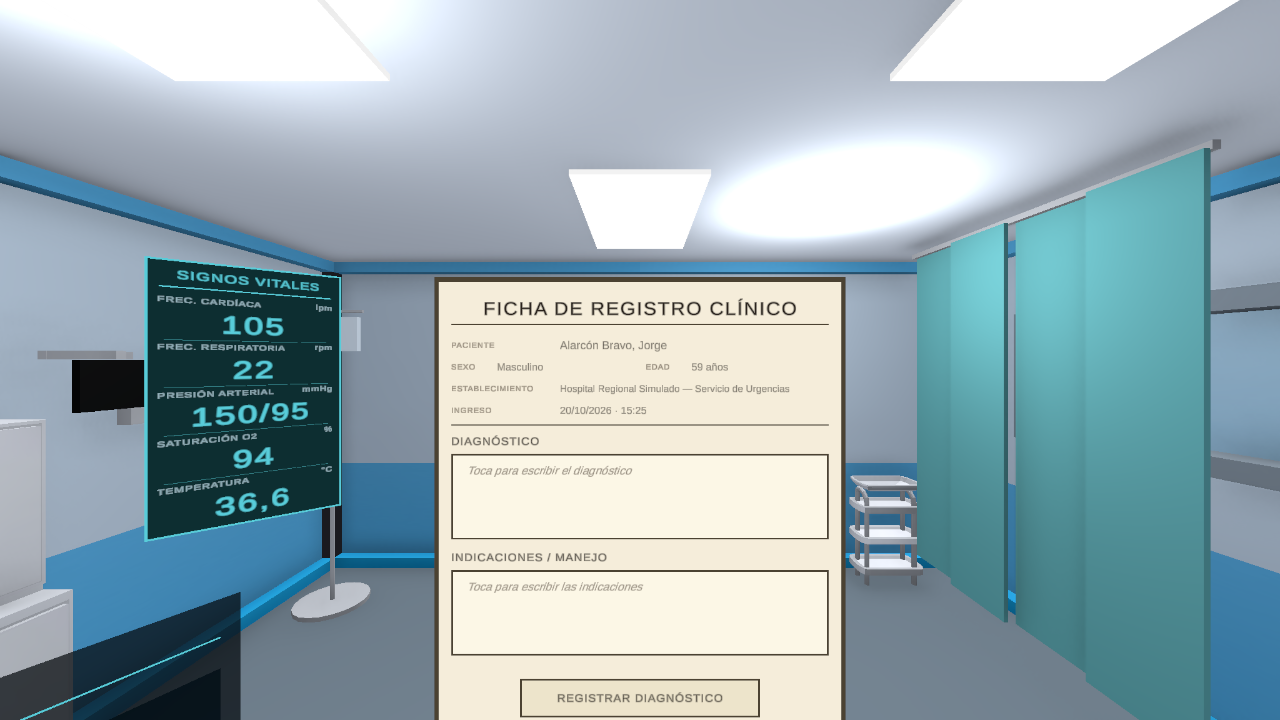 SIGNOS VITALES
FREC. CARDÍACA lpm
105
FREC. RESPIRATORIA rpm
22
PRESIÓN ARTERIAL mmHg
150/95
SATURACIÓN O2 %
94
TEMPERATURA °C
36,6
FICHA DE REGISTRO CLÍNICO
PACIENTE Alarcón Bravo, Jorge
SEXO Masculino EDAD 59 años
ESTABLECIMIENTO Hospital Regional Simulado — Servicio de Urgencias
INGRESO 20/10/2026 · 15:25
DIAGNÓSTICO
Toca para escribir el diagnóstico
INDICACIONES / MANEJO
Toca para escribir las indicaciones
REGISTRAR DIAGNÓSTICO